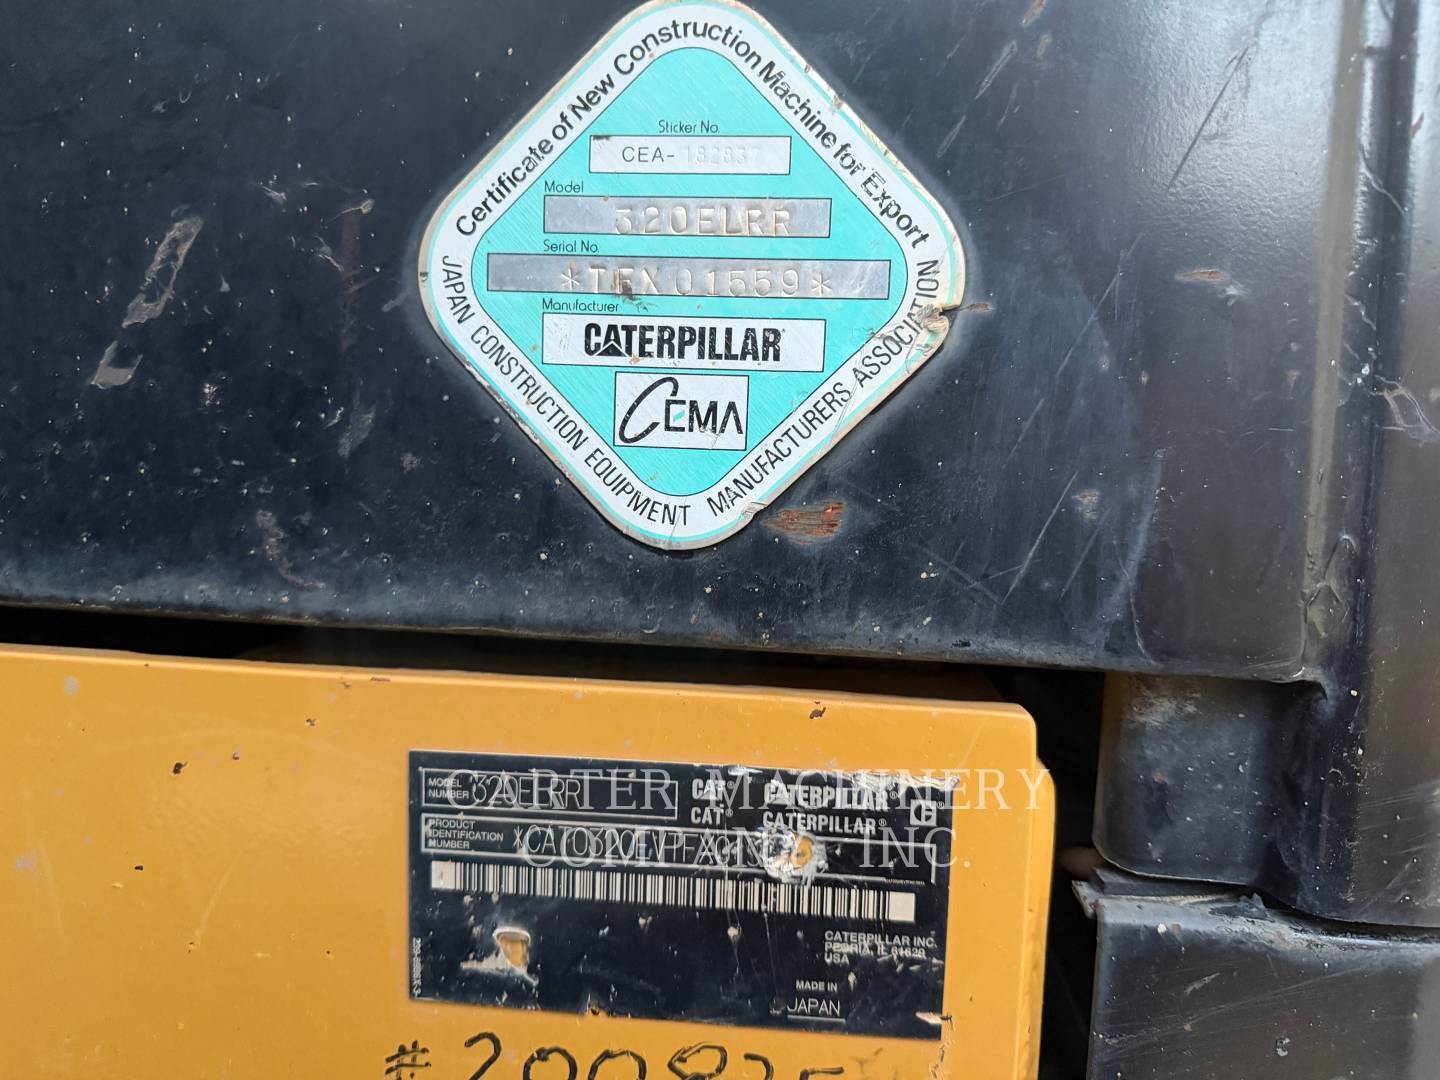 Certificate of New Construction Machine for Export
Sticker No.
CEA-182837
Model
320ELRR
Serial No.
*TFX01559*
Manufacturer
CATERPILLAR
CEMA
JAPAN CONSTRUCTION EQUIPMENT MANUFACTURERS ASSOCIATION
MODEL NUMBER 320ELRR
CAT® CATERPILLAR®
CAT® CATERPILLAR®
PRODUCT IDENTIFICATION NUMBER
CATERPILLAR INC.
PEORIA, IL 61629
USA
MADE IN
JAPAN
CARTER MACHINERY
COMPANY, INC.